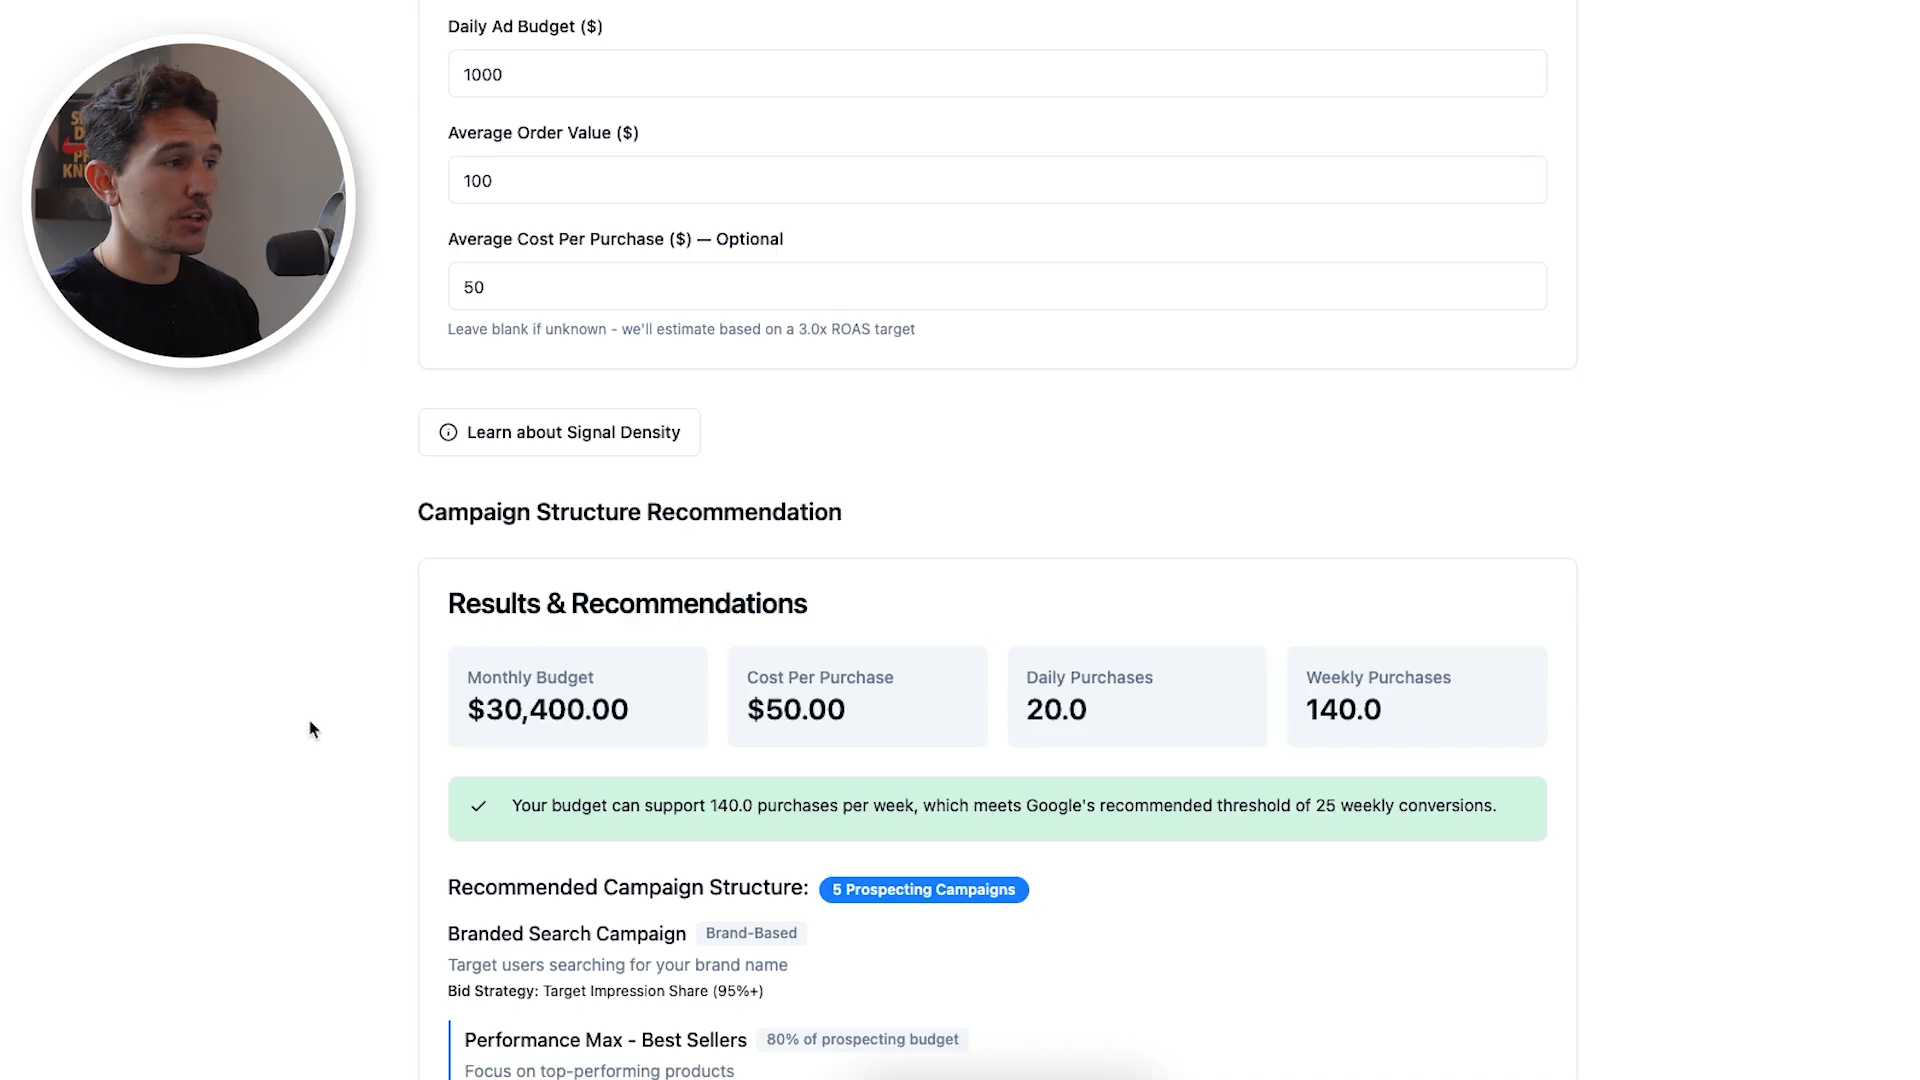 Daily Ad Budget ($)
1000
Average Order Value ($)
100
Average Cost Per Purchase ($) — Optional
50
Leave blank if unknown - we'll estimate based on a 3.0x ROAS target
Learn about Signal Density
Campaign Structure Recommendation
Results & Recommendations
Monthly Budget
$30,400.00
Cost Per Purchase
$50.00
Daily Purchases
20.0
Weekly Purchases
140.0
Your budget can support 140.0 purchases per week, which meets Google's recommended threshold of 25 weekly conversions.
Recommended Campaign Structure: 5 Prospecting Campaigns
Branded Search Campaign Brand-Based
Target users searching for your brand name
Bid Strategy: Target Impression Share (95%+)
Performance Max - Best Sellers 80% of prospecting budget
Focus on top-performing products